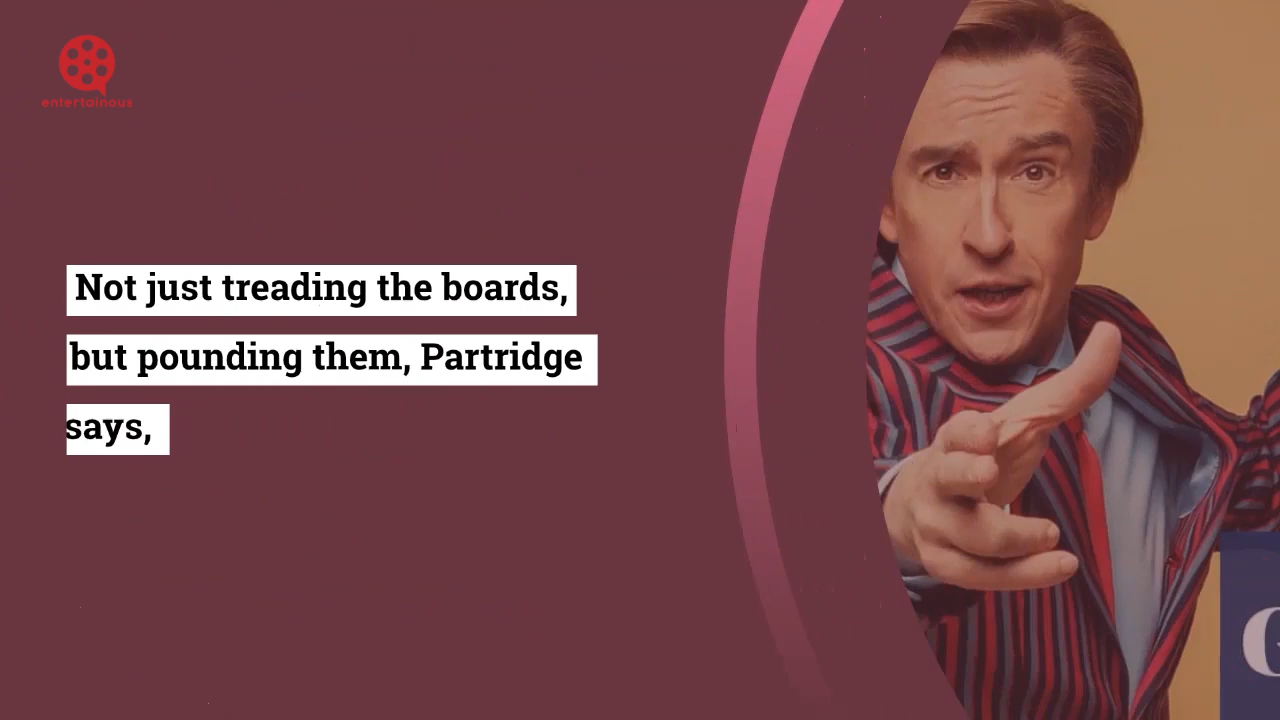 entertainous
Not just treading the boards,
but pounding them, Partridge
says,
G